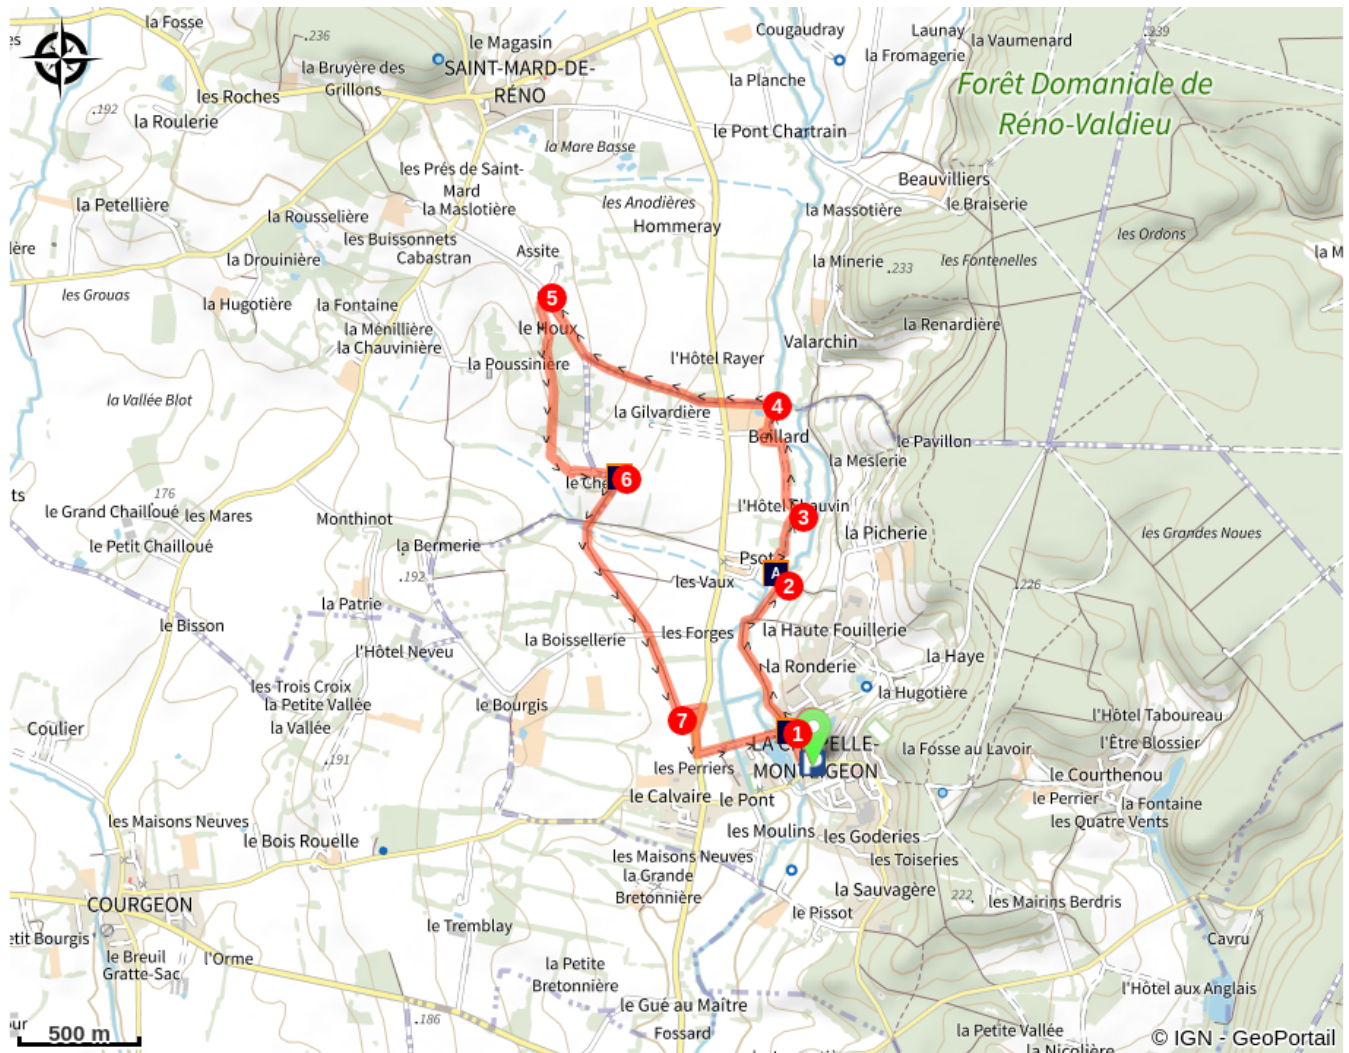 la Fosse
.236
le Magasin
Cougaudray
Launay
la Vaumenard
.239
es
la Bruyère des
Grillons
SAINT-MARD-DE-
RÉNO
la Fromagerie
la Planche
Forêt Domaniale de
Réno-Valdieu
les Roches
.192
la Roulerie
le Pont Chartrain
la Mare Basse
les Prés de Saint-
Mard
Beauvilliers
la Petellière
la Rousselière
la Maslotière
les Anodières
Hommeray
la Massotière
le Braiserie
les Ordons
lère
la Drouinière
les Buissonnets
Cabastran
Assite
la Minerie
.233
les Fontenelles
la M
les Grouas
la Hugotière
la Fontaine
5
le Houx
la Ménillière
la Chauvinière
la Renardière
Valarchin
la Poussinière
l'Hôtel Rayer
la Vallée Blot
la Gilvardière
4
Beillard
le Pavillon
la Meslerie
6
ts
176
le Grand Chailloué
les Mares
Monthinot
3
la Picherie
les Grandes Noues
le Petit Chailloué
la Bermerie
Psot
A
2
.192
les Vaux
.226
la Patrie
le Bisson
la Boissellerie
les Forges
la Haute Fouillerie
l'Hôtel Neveu
la Ronderie
la Haye
les Trois Croix
la Petite Vallée
la Vallée
le Bourgis
la Hugotière
7
1
l'Hôtel Taboureau
Coulier
l'Être Blossier
.191
les Perriers
la Fosse au Lavoir
le Courthenou
le Calvaire
le Pont
le Perrier
la Fontaine
les Quatre Vents
les Maisons Neuves
le Bois Rouelle
les Moulins
les Goderies
les Maisons Neuves
la Grande
Bretonnière
les Toiseries
la Sauvagère
222
les Mairins Berdris
COURGEON
le Pissot
le Tremblay
etit Bourgis
le Breuil
Gratte-Sac
l'Orme
la Petite
Bretonnière
Cavru
l'Hôtel aux Anglais
le Gué au Maître
.186
Fossard
la Petite Vallée
la Nicolière
our
500 m
© IGN - GeoPortail